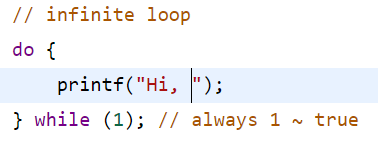 // infinite loop
do {
    printf("Hi, ");
} while (1); // always 1 ~ true